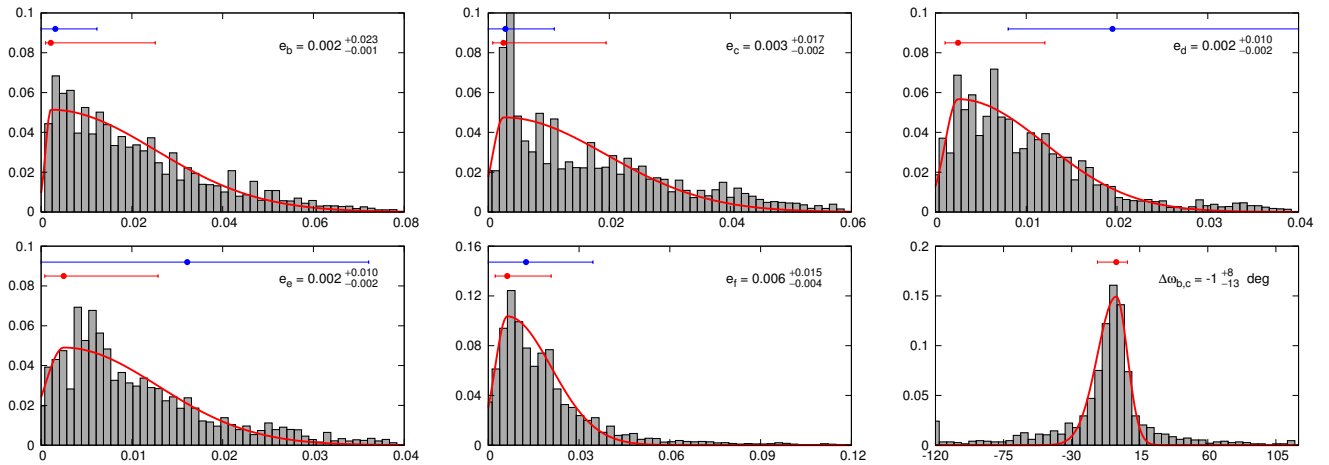 0.1
0.08
0.06
0.04
0.02
0
0 0.02 0.04 0.06 0.08
e_b = 0.002 +0.023 −0.001
0.1
0.08
0.06
0.04
0.02
0
0 0.02 0.04 0.06
e_c = 0.003 +0.017 −0.002
0.1
0.08
0.06
0.04
0.02
0
0 0.01 0.02 0.03 0.04
e_d = 0.002 +0.010 −0.002
0.1
0.08
0.06
0.04
0.02
0
0 0.01 0.02 0.03 0.04
e_e = 0.002 +0.010 −0.002
0.16
0.12
0.08
0.04
0
0 0.03 0.06 0.09 0.12
e_f = 0.006 +0.015 −0.004
0.2
0.15
0.10
0.05
0
-120 -75 -30 15 60 105
Δω_b,c = -1 +8 −13 deg